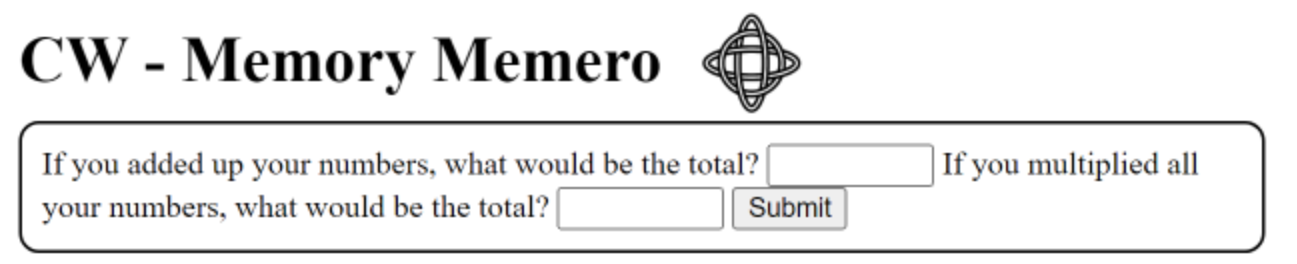 CW - Memory Memero
If you added up your numbers, what would be the total? If you multiplied all
your numbers, what would be the total? Submit